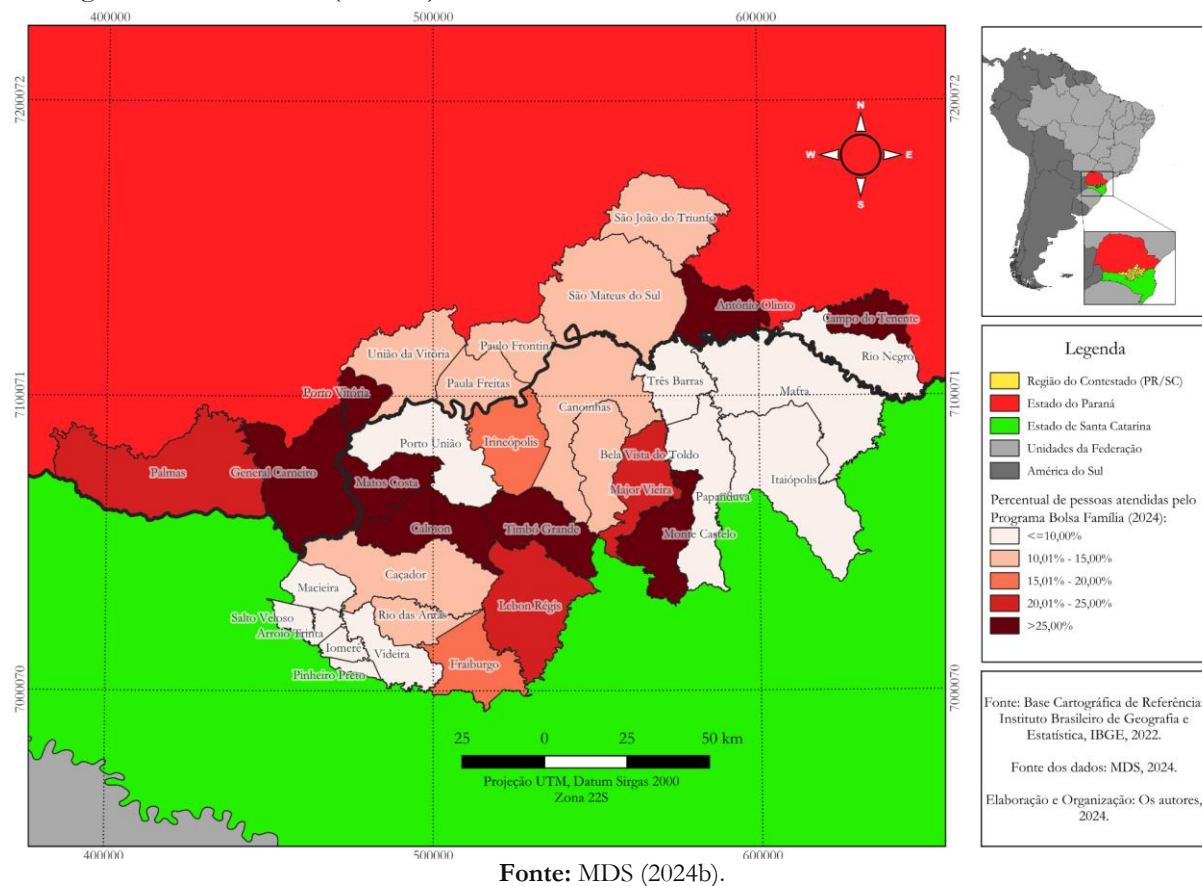 400000
500000
600000
7200072
7200072
N
W
E
S
São João do Triunfo
São Mateus do Sul
Antônio Olinto
Campo do Tenente
União da Vitória
Paulo Frontin
Rio Negro
Paula Freitas
Três Barras
Mafra
7100071
7100071
Porto Vitória
Canoinhas
Porto União
Irineópolis
Bela Vista do Toldo
Palmas
General Carneiro
Matos Costa
Major Vieira
Papanduva
Itaiópolis
Calmon
Timbó Grande
Monte Castelo
Caçador
Macieira
Lebon Régis
Salto Veloso
Rio das Antas
Arroio Trinta
Iomerê
Videira
Fraiburgo
Pinheiro Preto
7000070
7000070
25 0 25 50 km
Projeção UTM, Datum Sirgas 2000
Zona 22S
400000
500000
600000
Legenda
Região do Contestado (PR/SC)
Estado do Paraná
Estado de Santa Catarina
Unidades da Federação
América do Sul
Percentual de pessoas atendidas pelo
Programa Bolsa Família (2024):
<=10,00%
10,01% - 15,00%
15,01% - 20,00%
20,01% - 25,00%
>25,00%
Fonte: Base Cartográfica de Referência:
Instituto Brasileiro de Geografia e
Estatística, IBGE, 2022.
Fonte dos dados: MDS, 2024.
Elaboração e Organização: Os autores,
2024.
Fonte: MDS (2024b).